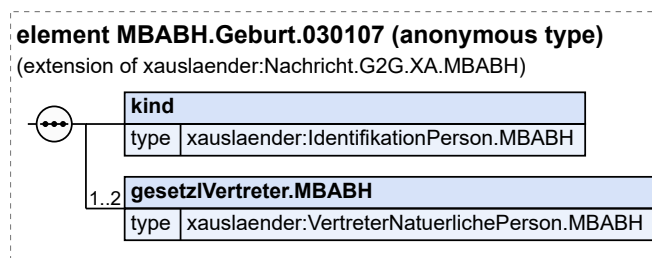 element MBABH.Geburt.030107 (anonymous type)
(extension of xauslaender:Nachricht.G2G.XA.MBABH)
kind
type xauslaender:IdentifikationPerson.MBABH
1..2 gesetzlVertreter.MBABH
type xauslaender:VertreterNatuerlichePerson.MBABH